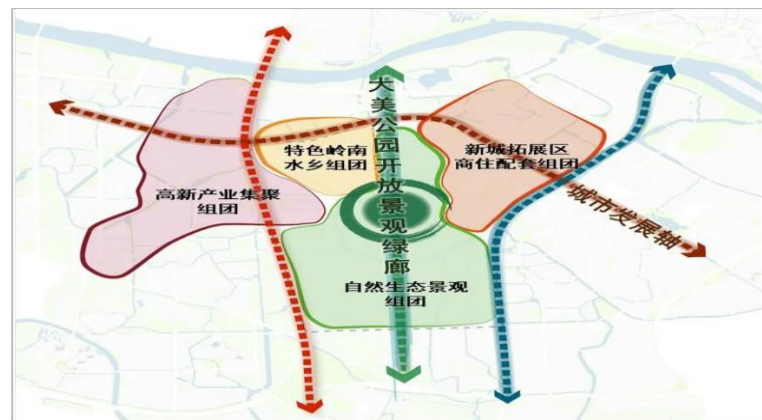 大美公园开放景观绿廊
特色岭南
水乡组团
新城拓展区
商住配套组团
高新产业集聚
组团
城市发展轴
自然生态景观
组团